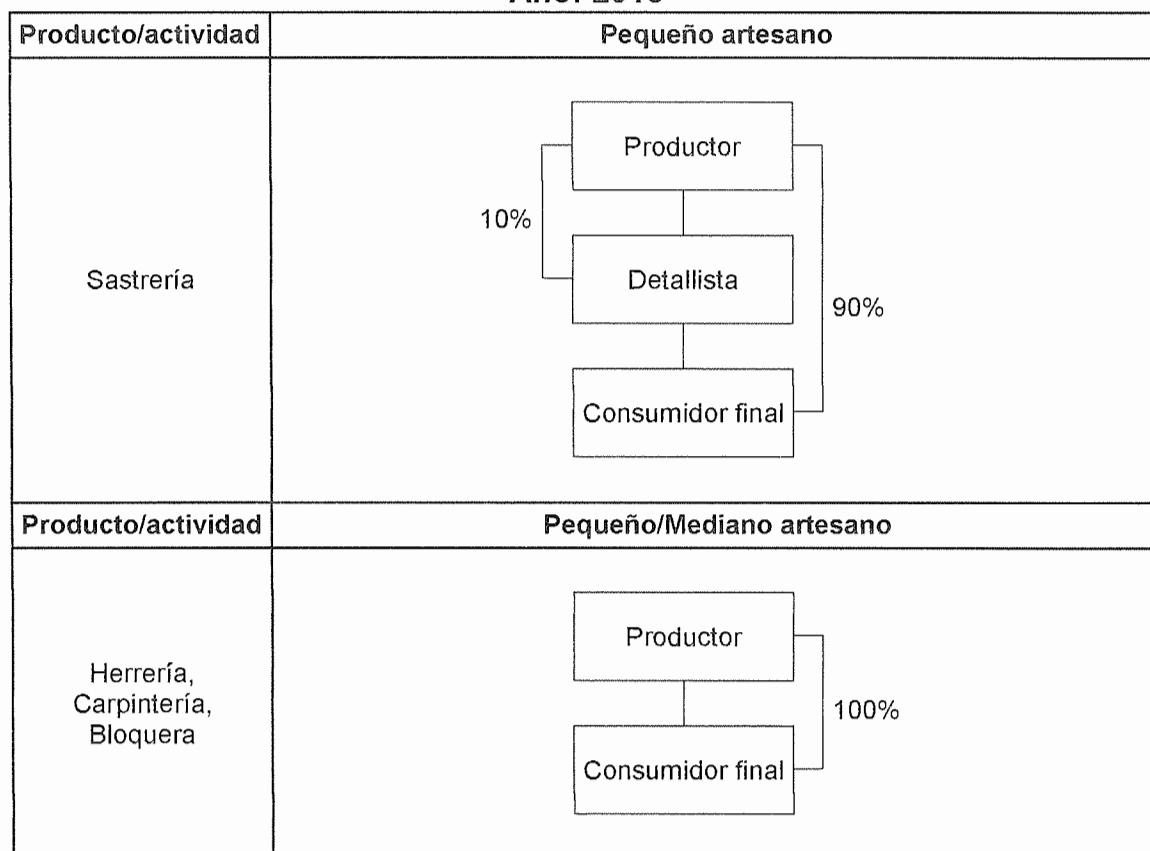 Producto/actividad
Pequeño artesano
Sastrería
Productor
10%
Detallista
90%
Consumidor final
Producto/actividad
Pequeño/Mediano artesano
Herrería,
Carpintería,
Bloquera
Productor
100%
Consumidor final